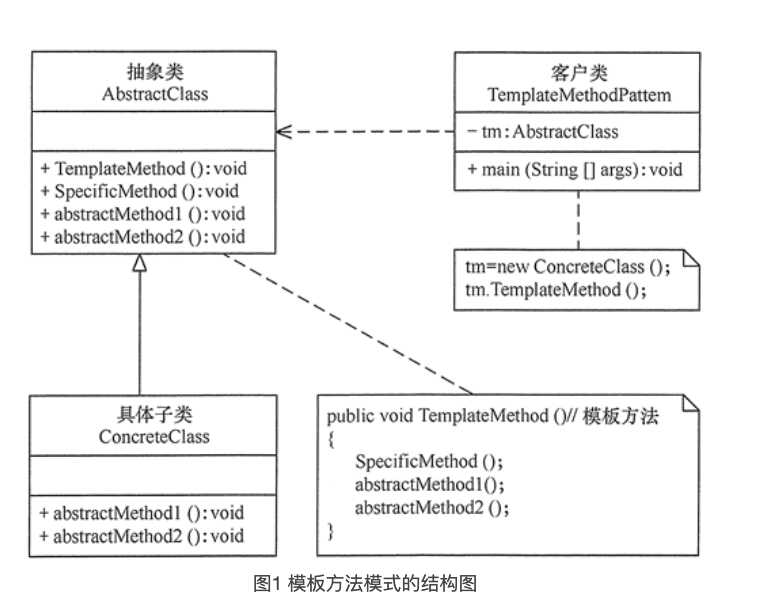 抽象类
AbstractClass
+ TemplateMethod ():void
+ SpecificMethod ():void
+ abstractMethod1 ():void
+ abstractMethod2 ():void
客户类
TemplateMethodPattem
- tm:AbstractClass
+ main (String [] args):void
tm=new ConcreteClass ();
tm.TemplateMethod ();
具体子类
ConcreteClass
+ abstractMethod1 ():void
+ abstractMethod2 ():void
public void TemplateMethod ()// 模板方法
{
SpecificMethod ();
abstractMethod1();
abstractMethod2 ();
}
图1 模板方法模式的结构图